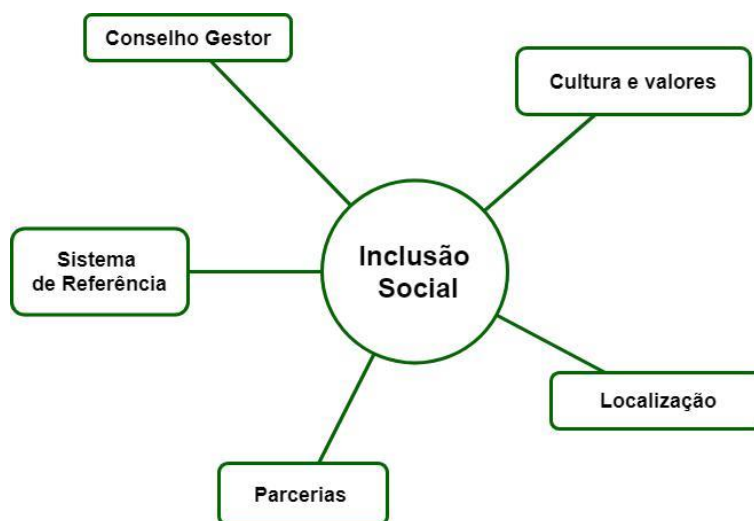 Conselho Gestor
Cultura e valores
Inclusão
Social
Sistema
de Referência
Localização
Parcerias